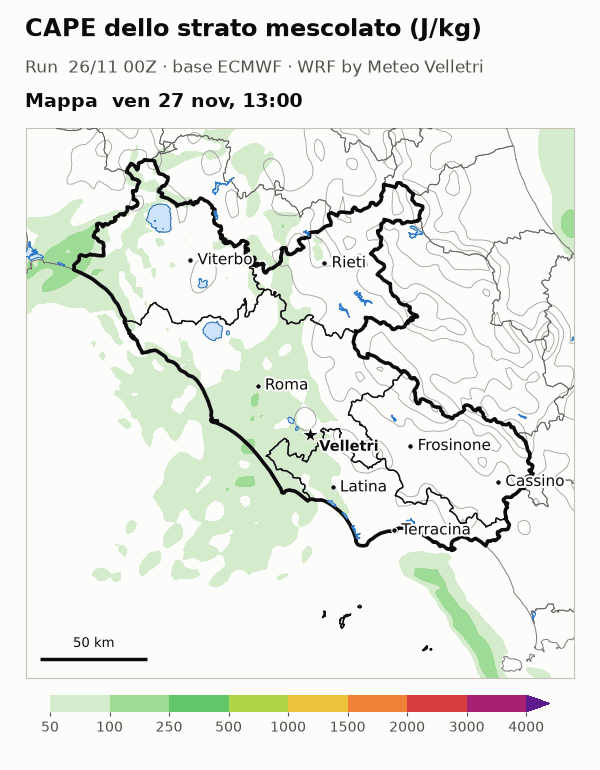 CAPE dello strato mescolato (J/kg)
Run  26/11 00Z · base ECMWF · WRF by Meteo Velletri
Mappa  ven 27 nov, 13:00
Viterbo
Rieti
Roma
Velletri
Frosinone
Latina
Cassino
Terracina
50 km
50 100 250 500 1000 1500 2000 3000 4000